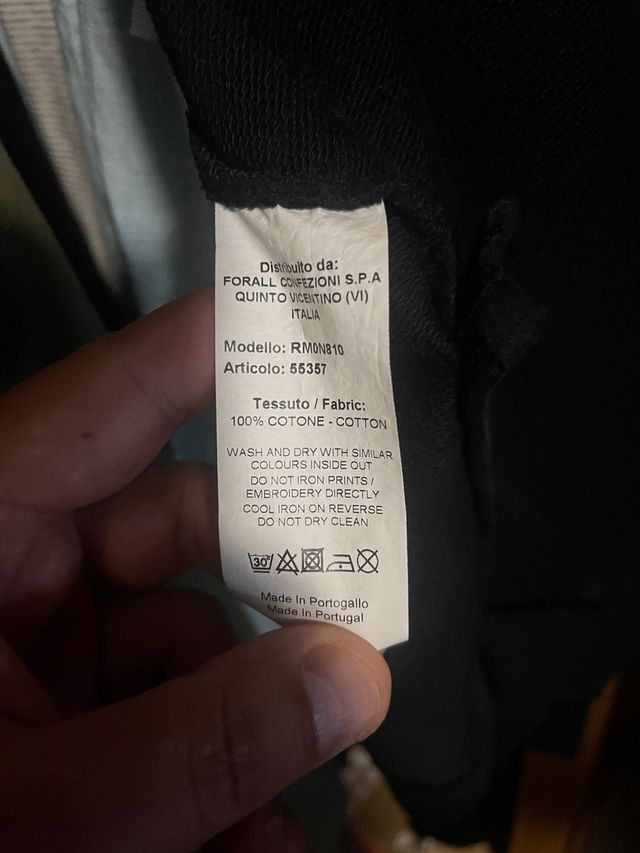 Distribuito da:
FORALL CONFEZIONI S.P.A
QUINTO VICENTINO (VI)
ITALIA
Modello: RM0N810
Articolo: 55357
Tessuto / Fabric:
100% COTONE - COTTON
WASH AND DRY WITH SIMILAR
COLOURS INSIDE OUT
DO NOT IRON PRINTS /
EMBROIDERY DIRECTLY
COOL IRON ON REVERSE
DO NOT DRY CLEAN
30°
Made In Portogallo
Made In Portugal